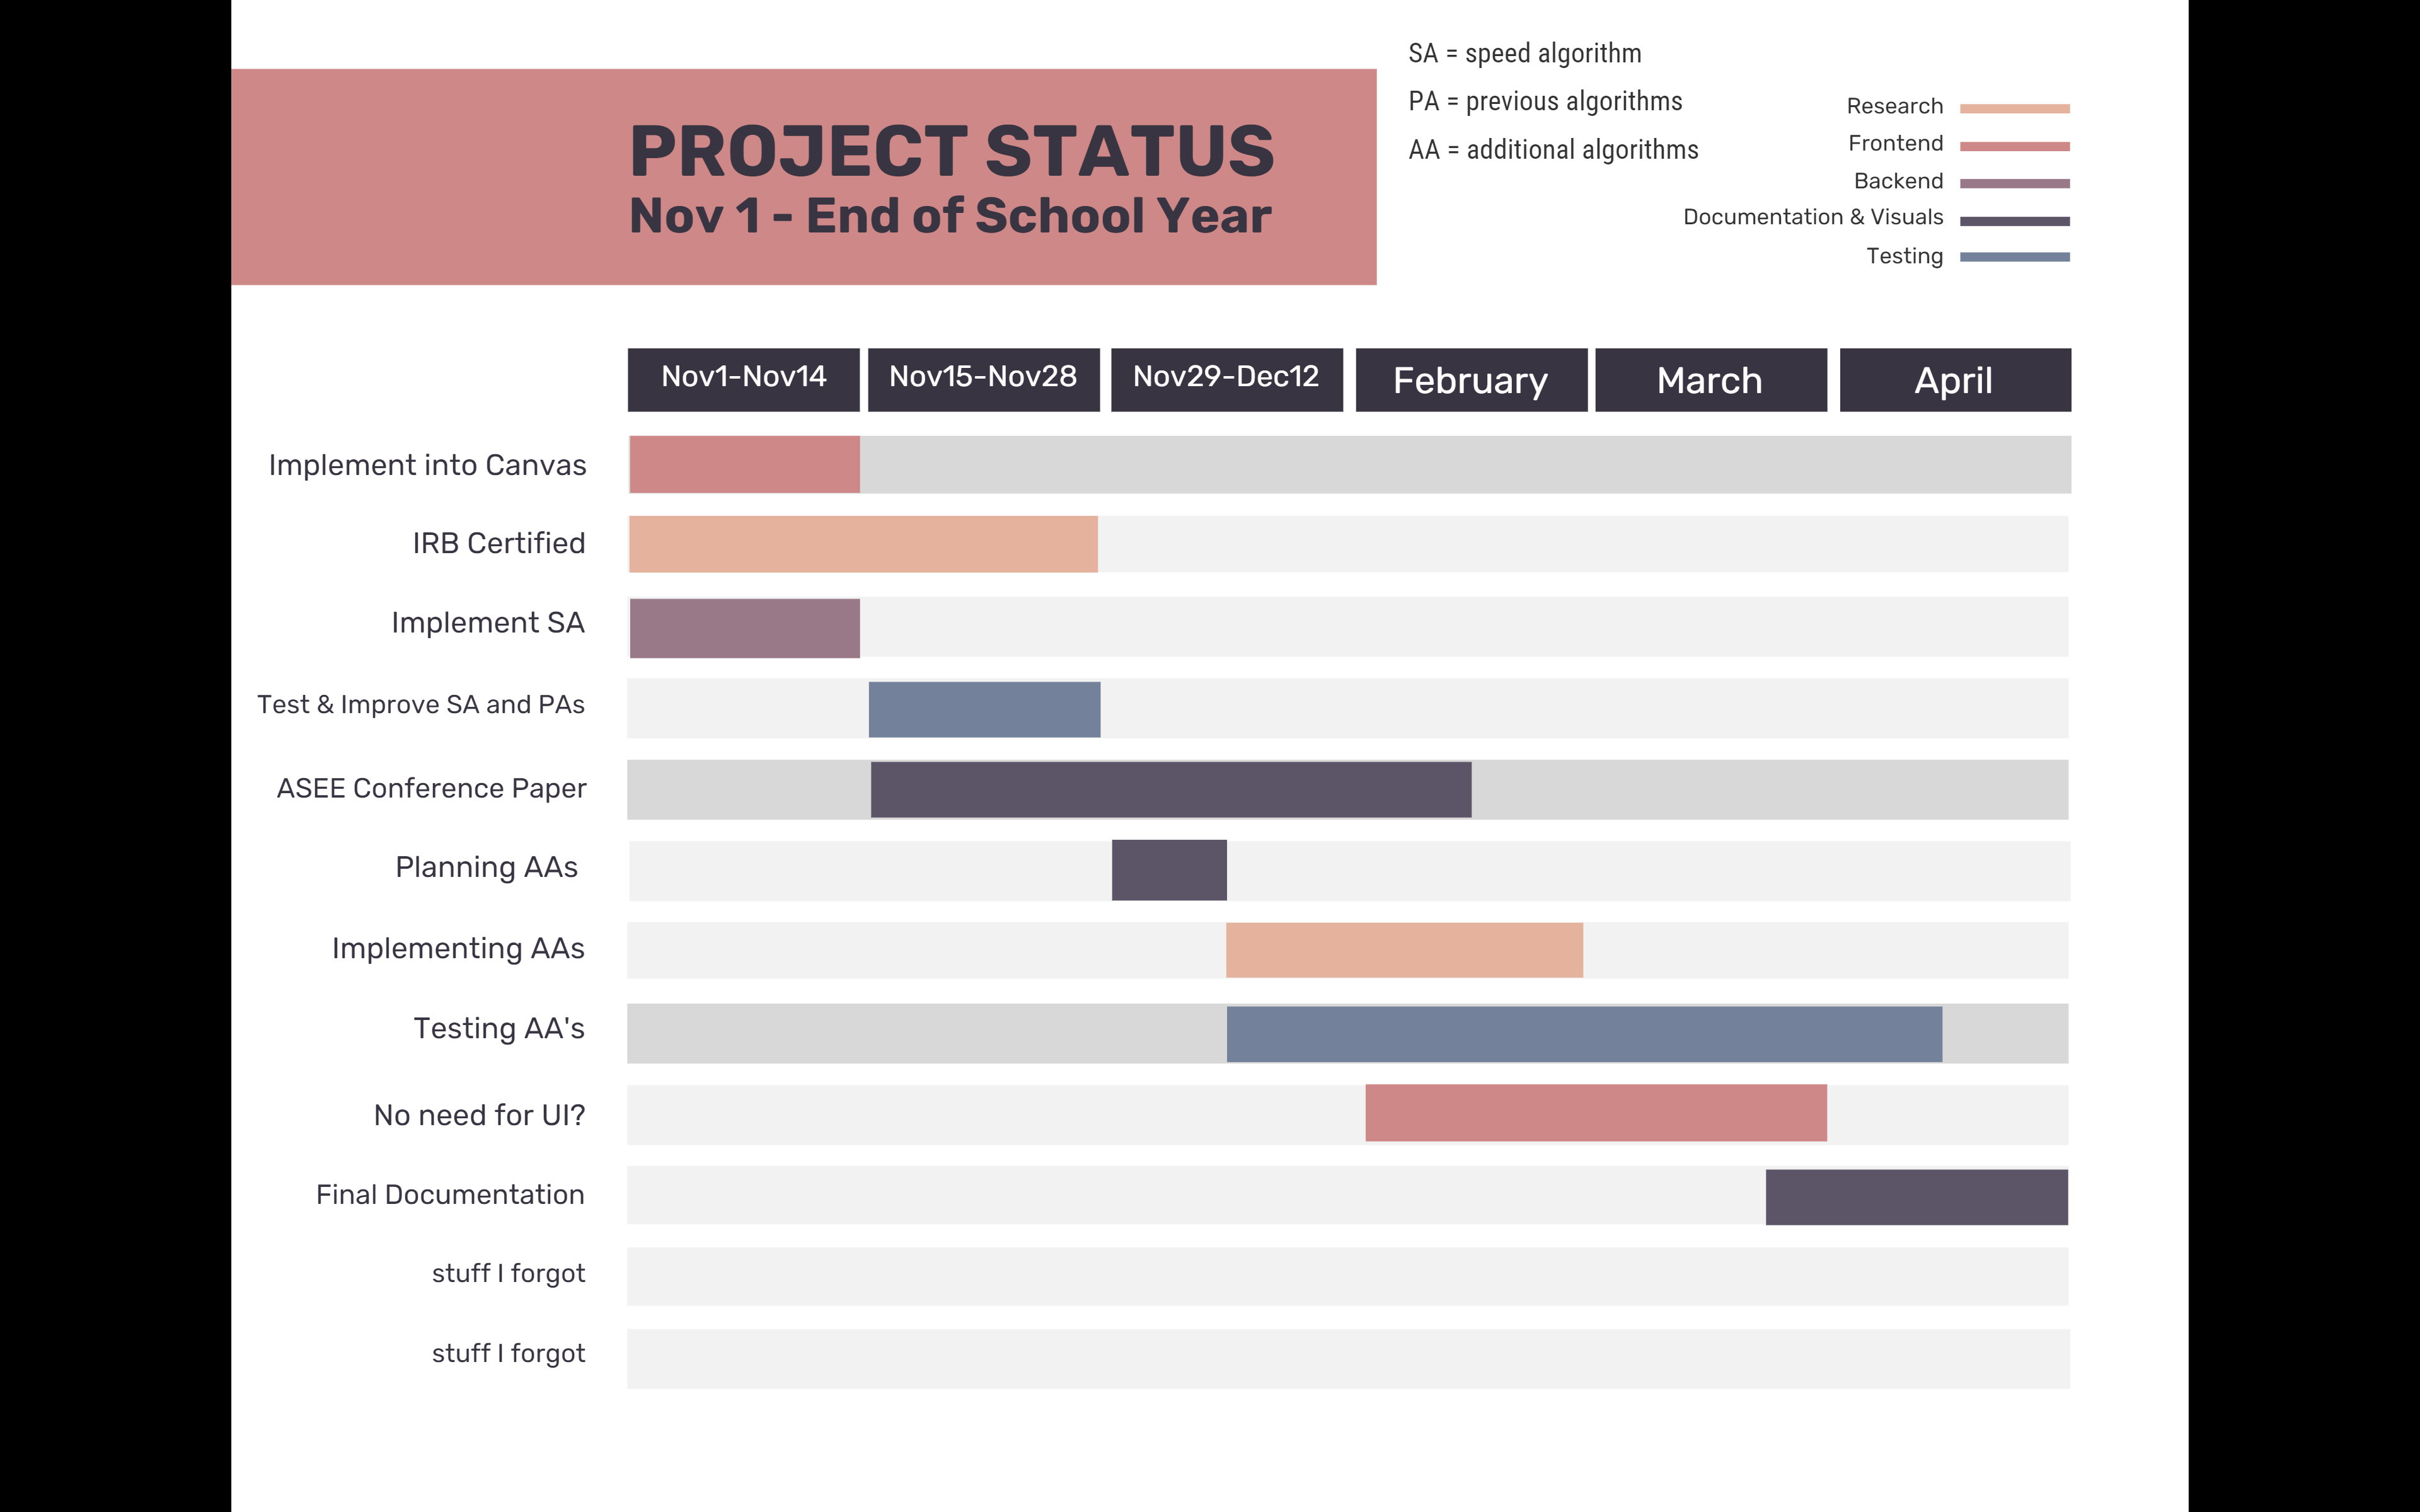 SA = speed algorithm
PA = previous algorithms
AA = additional algorithms
Research
Frontend
Backend
Documentation & Visuals
Testing
PROJECT STATUS
Nov 1 - End of School Year
Nov1-Nov14 Nov15-Nov28 Nov29-Dec12 February March April
Implement into Canvas
IRB Certified
Implement SA
Test & Improve SA and PAs
ASEE Conference Paper
Planning AAs
Implementing AAs
Testing AA's
No need for UI?
Final Documentation
stuff I forgot
stuff I forgot